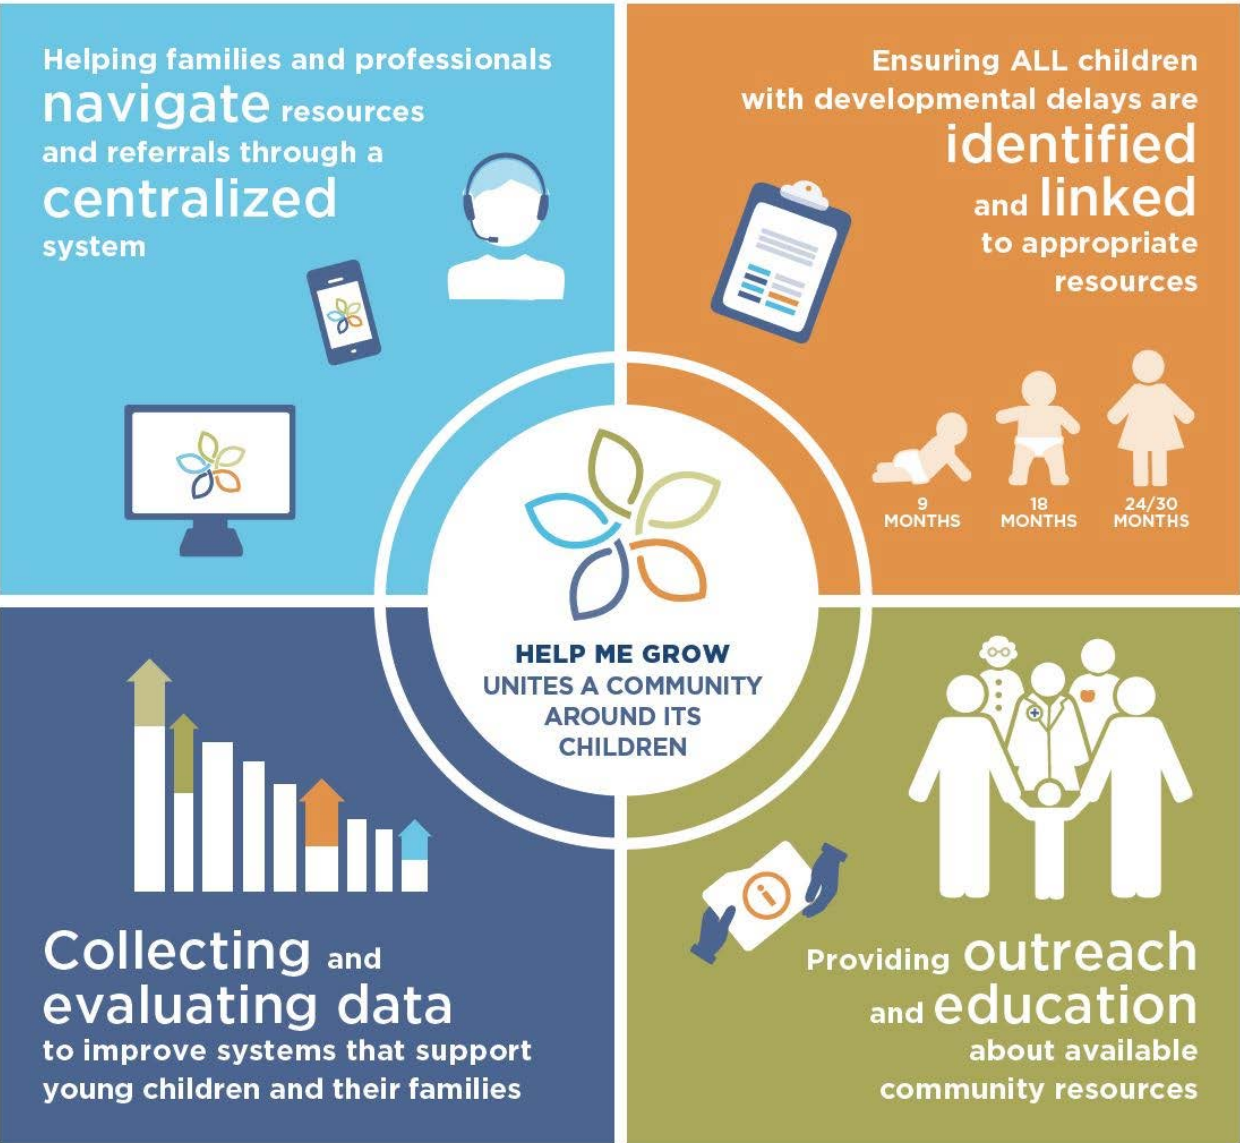 Helping families and professionals
navigate resources
and referrals through a
centralized
system
Ensuring ALL children
with developmental delays are
identified
and linked
to appropriate
resources
9
MONTHS
18
MONTHS
24/30
MONTHS
HELP ME GROW
UNITES A COMMUNITY
AROUND ITS
CHILDREN
Collecting and
evaluating data
to improve systems that support
young children and their families
i
Providing outreach
and education
about available
community resources